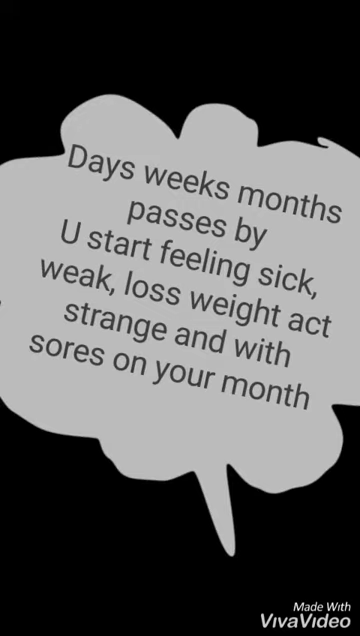 Days weeks months
passes by
U start feeling sick,
weak, loss weight act
strange and with
sores on your month
Made With
VivaVideo